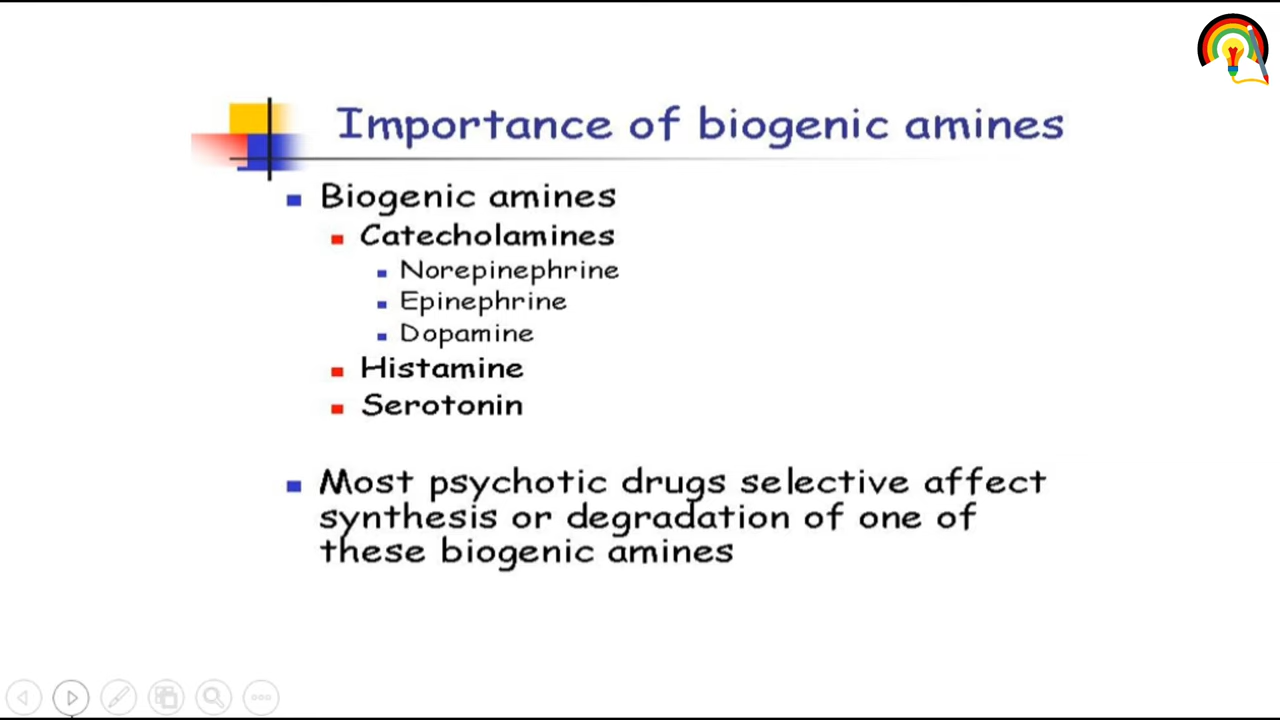 Importance of biogenic amines
Biogenic amines
Catecholamines
Norepinephrine
Epinephrine
Dopamine
Histamine
Serotonin
Most psychotic drugs selective affect
synthesis or degradation of one of
these biogenic amines